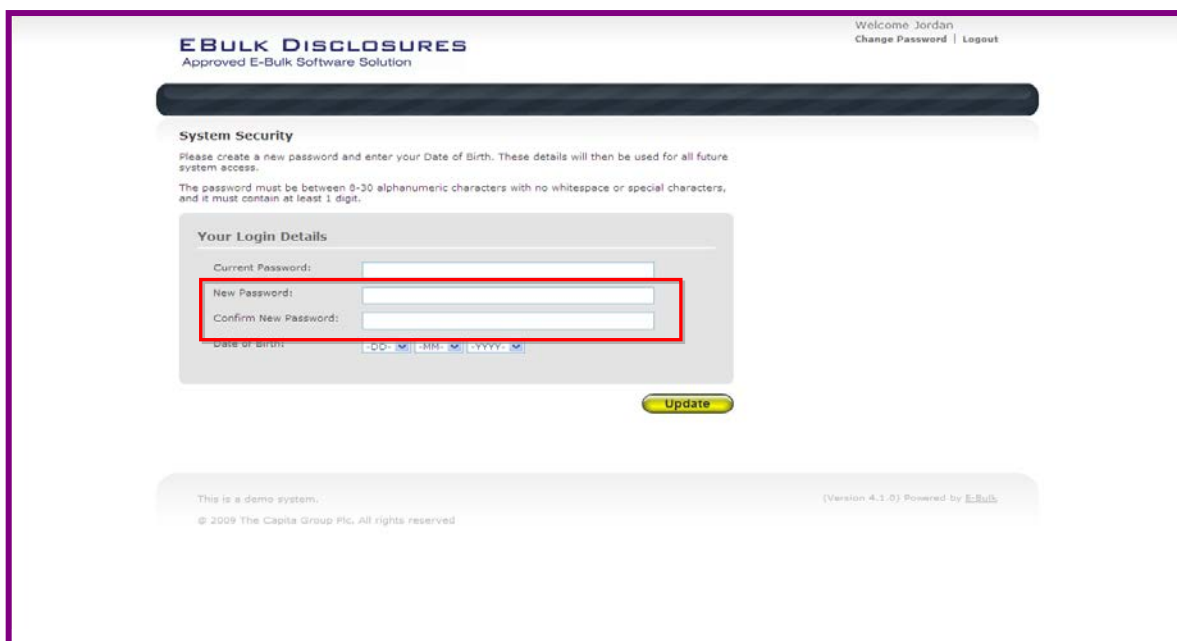 Welcome Jordan
Change Password | Logout
EBULK DISCLOSURES
Approved E-Bulk Software Solution
System Security
Please create a new password and enter your Date of Birth. These details will then be used for all future
system access.
The password must be between 8-30 alphanumeric characters with no whitespace or special characters,
and it must contain at least 1 digit.
Your Login Details
Current Password:
New Password:
Confirm New Password:
Date of Birth: -DD- -MM- -YYYY-
Update
This is a demo system. (Version 4.1.0) Powered by E-Bulk
© 2009 The Capita Group Plc. All rights reserved